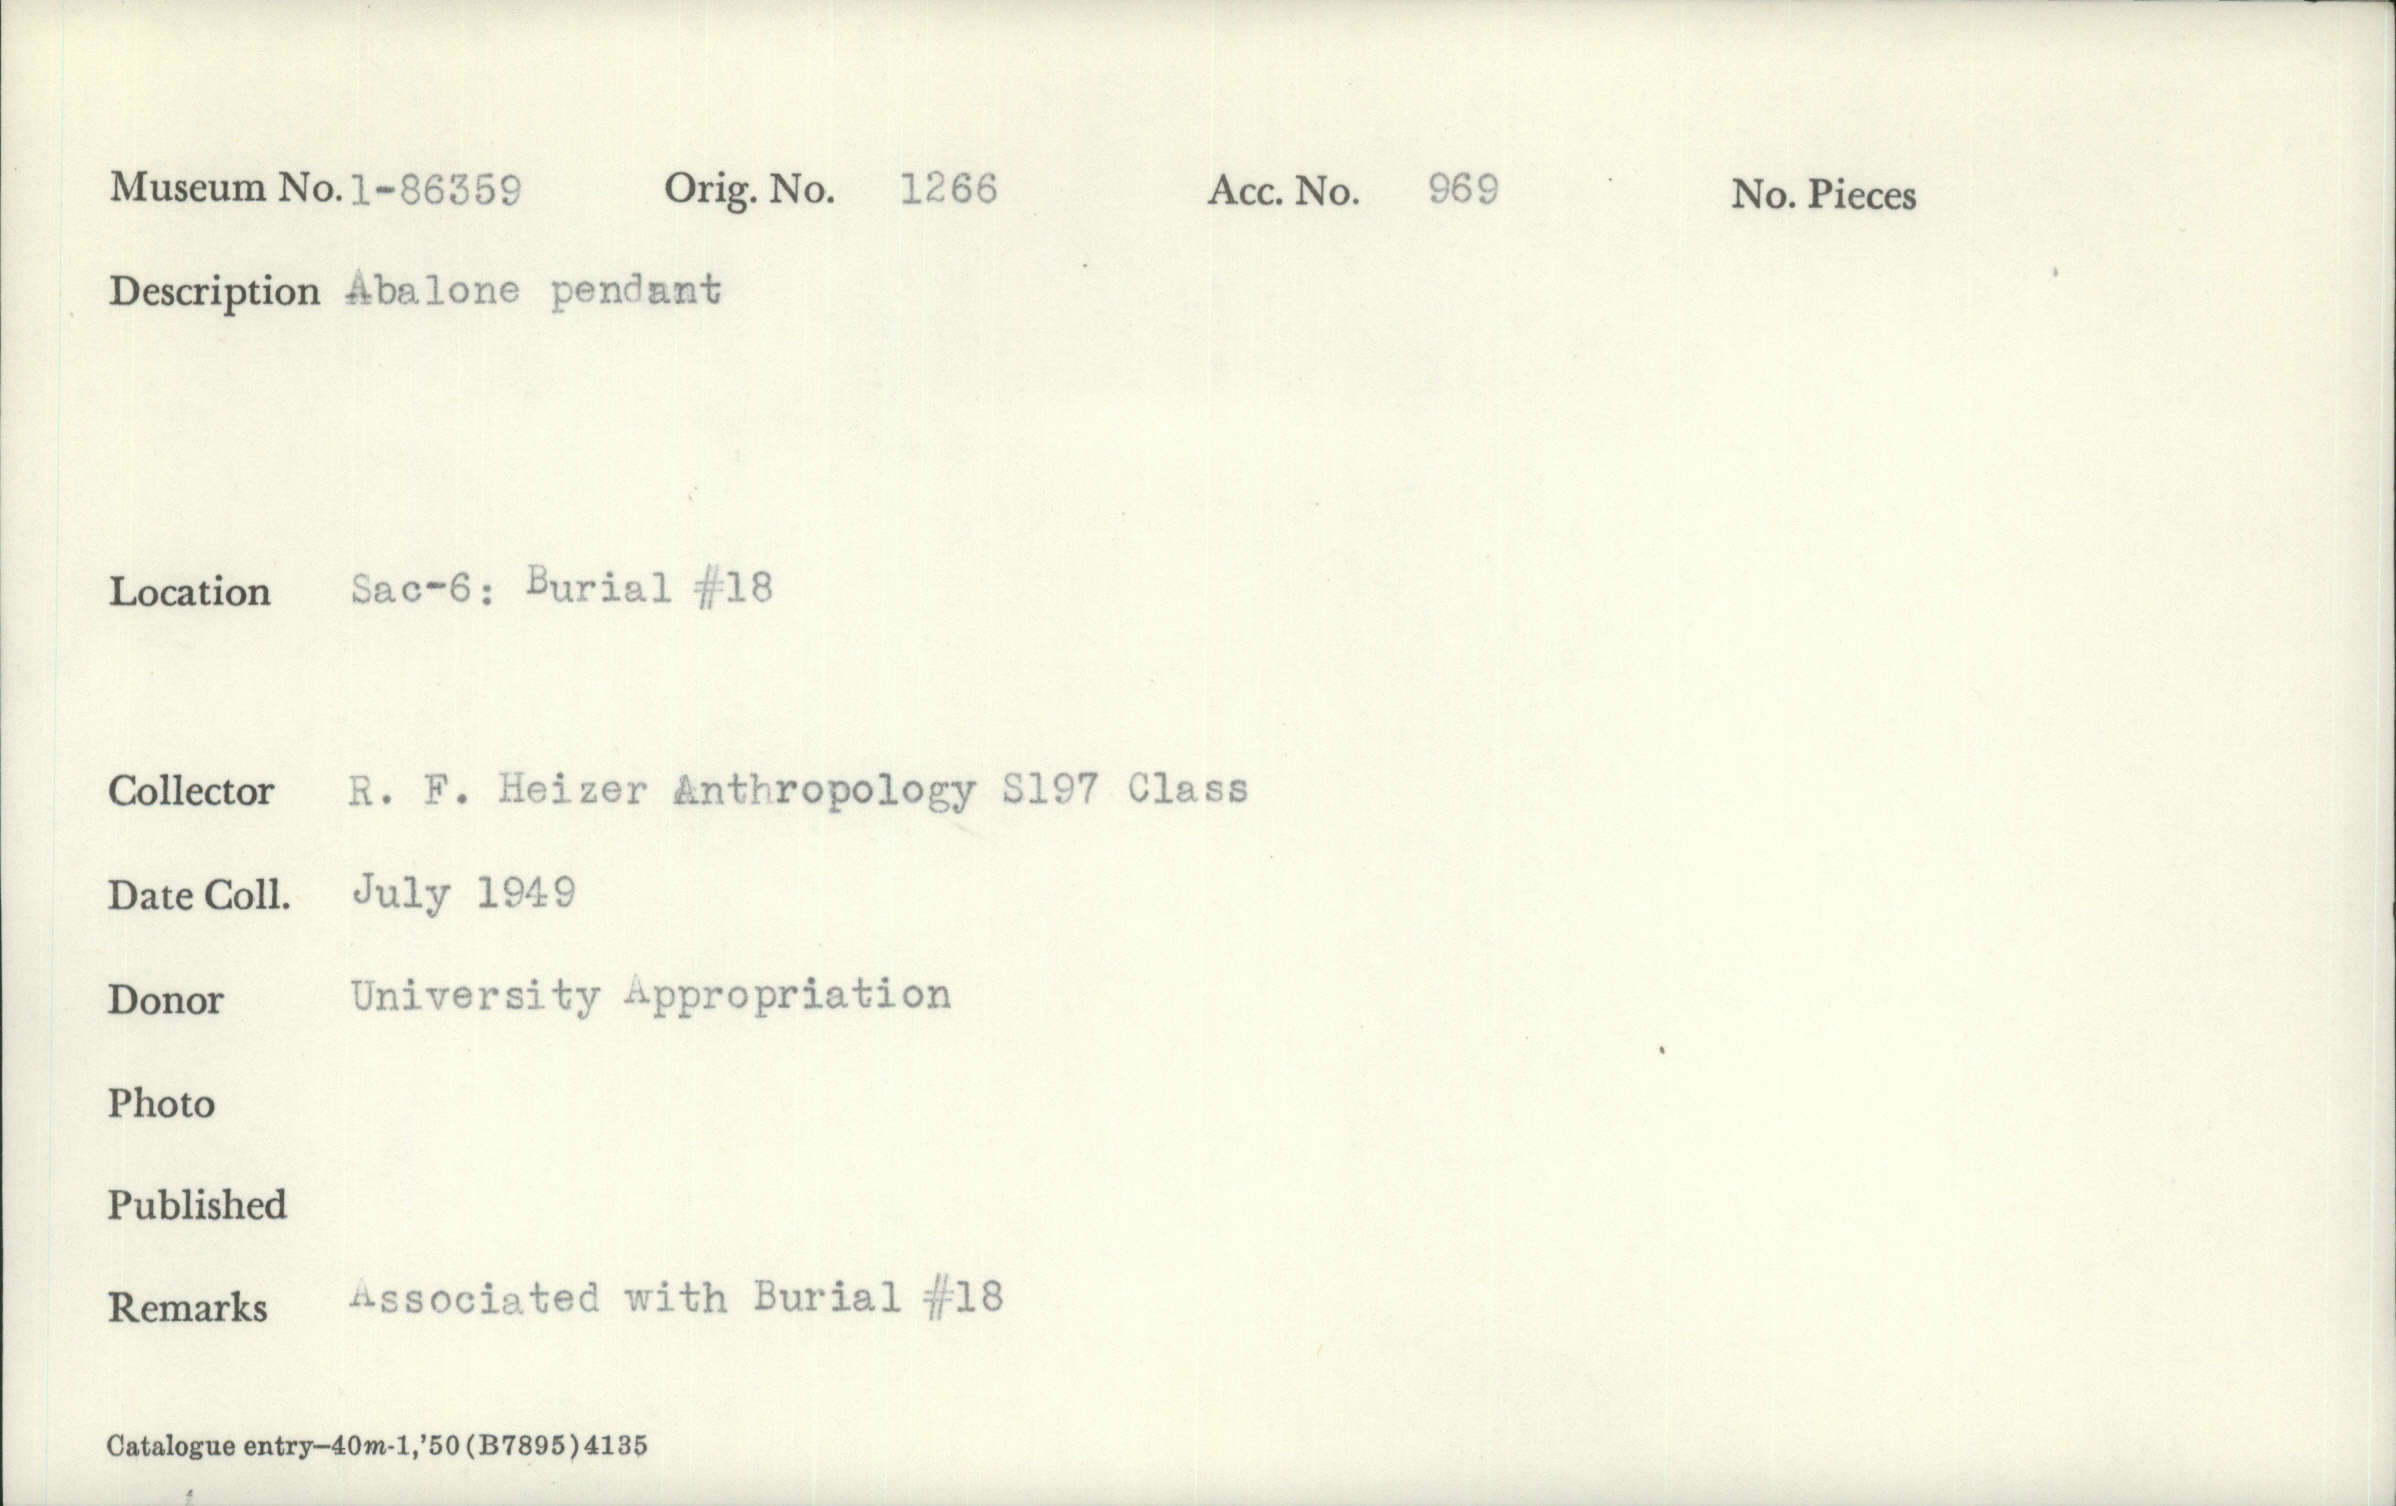 Museum No. 1-86359 Orig. No. 1266 Acc. No. 969 No. Pieces
Description Abalone pendant
Location Sac-6: Burial #18
Collector R. F. Heizer Anthropology S197 Class
Date Coll. July 1949
Donor University Appropriation
Photo
Published
Remarks Associated with Burial #18
Catalogue entry—40m-1,'50(B7895)4135